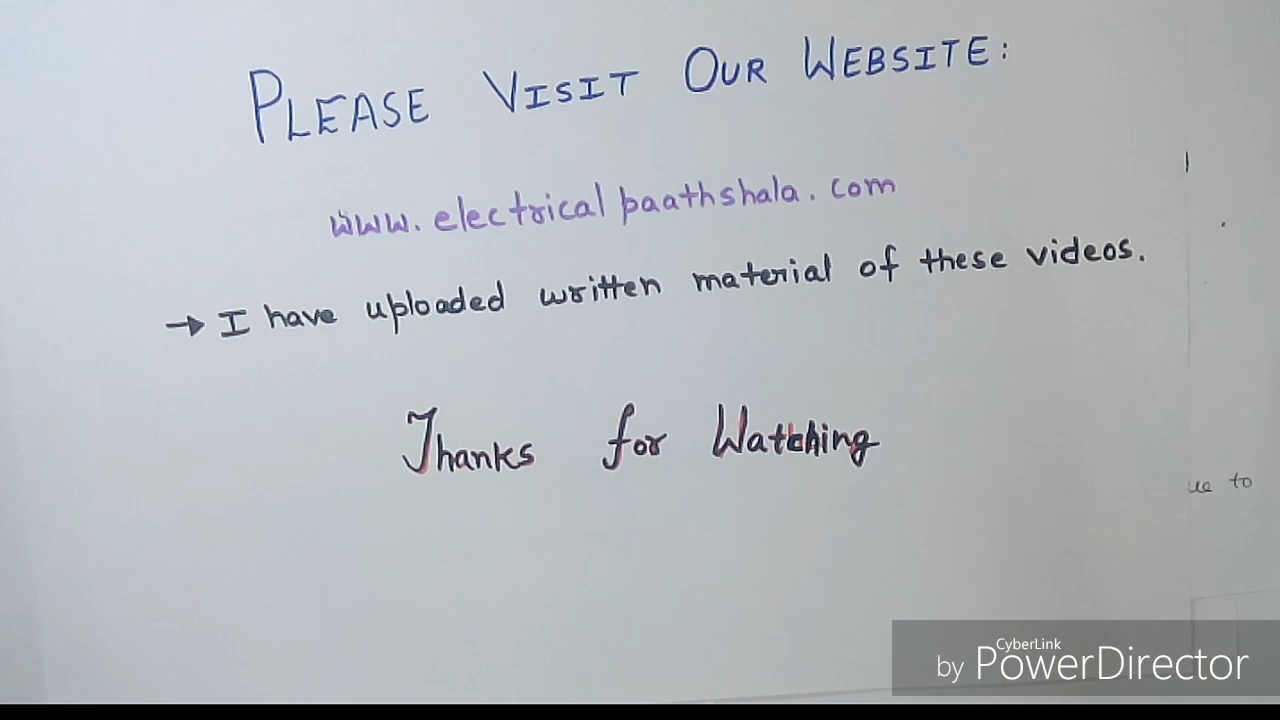 PLEASE VISIT OUR WEBSITE:
www.electricalpaathshala.com
→ I have uploaded written material of these videos.
Thanks for Watching
ue to
CyberLink
by PowerDirector